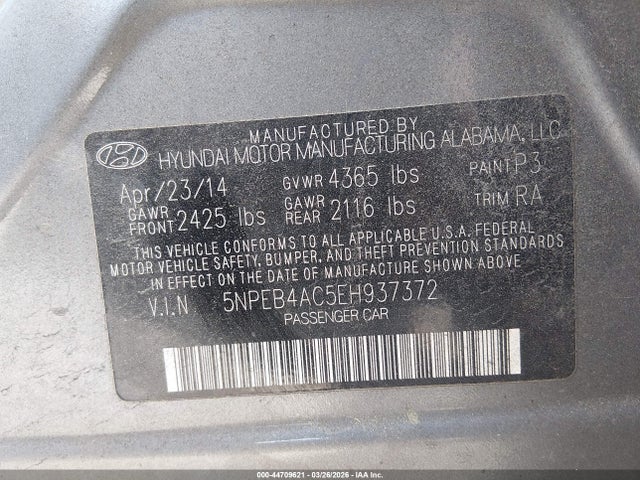 MANUFACTURED BY
HYUNDAI MOTOR MANUFACTURING ALABAMA, LLC
Apr/23/14 GVWR 4365 lbs PAINT P3
GAWR FRONT 2425 lbs GAWR REAR 2116 lbs TRIM RA
THIS VEHICLE CONFORMS TO ALL APPLICABLE U.S.A. FEDERAL
MOTOR VEHICLE SAFETY, BUMPER, AND THEFT PREVENTION STANDARDS
IN EFFECT ON THE DATE OF MANUFACTURE SHOWN ABOVE.
V.I.N 5NPEB4AC5EH937372
PASSENGER CAR
000-44709621 | 03/26/2026 - IAA Inc.